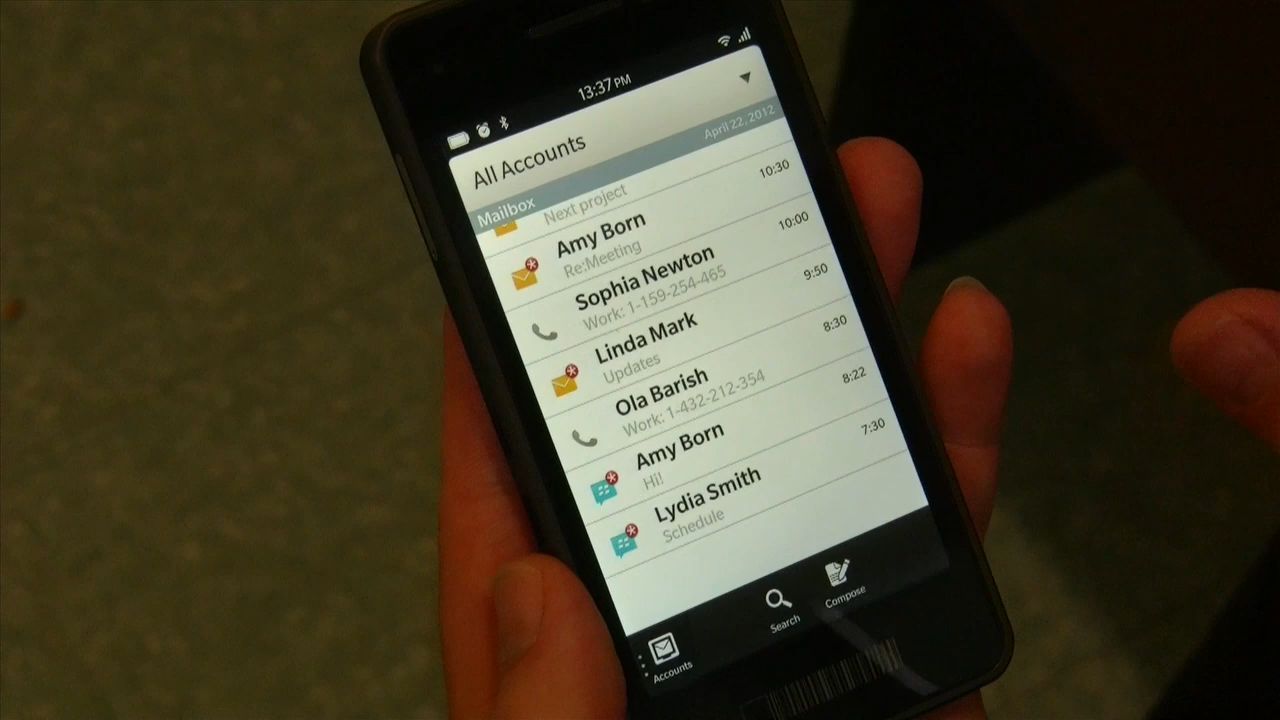 13:37PM
All Accounts
Mailbox April 22, 2012
Next project
Amy Born 10:30
Re:Meeting
Sophia Newton 10:00
Work: 1-159-254-465
Linda Mark 9:50
Updates
Ola Barish 8:30
Work: 1-432-212-354
Amy Born 8:22
Hi!
Lydia Smith 7:30
Schedule
Accounts Search Compose